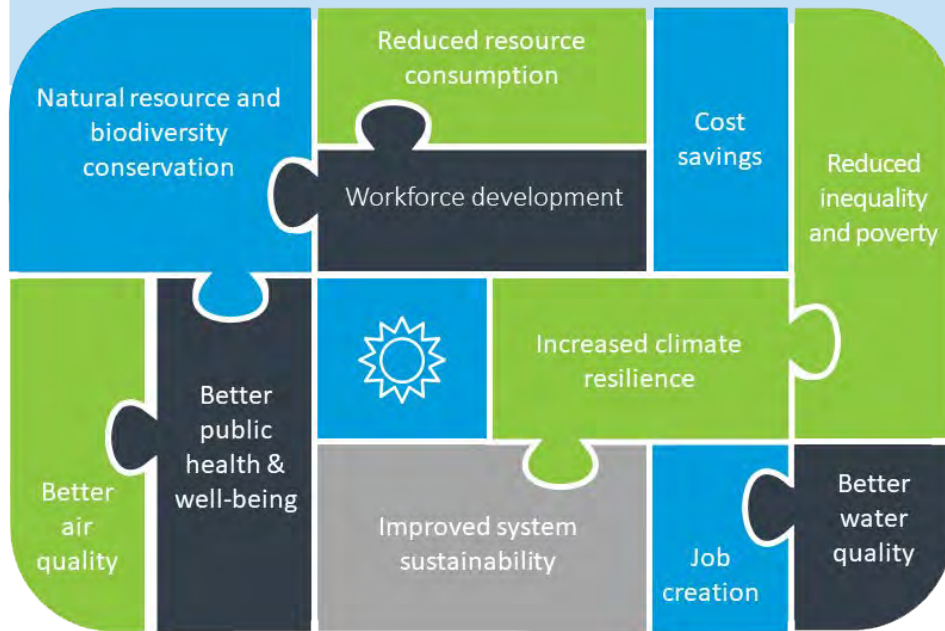 Natural resource and
biodiversity
conservation
Reduced resource
consumption
Workforce development
Cost
savings
Reduced
inequality
and poverty
Better
air
quality
Better
public
health &
well-being
Increased climate
resilience
Improved system
sustainability
Job
creation
Better
water
quality